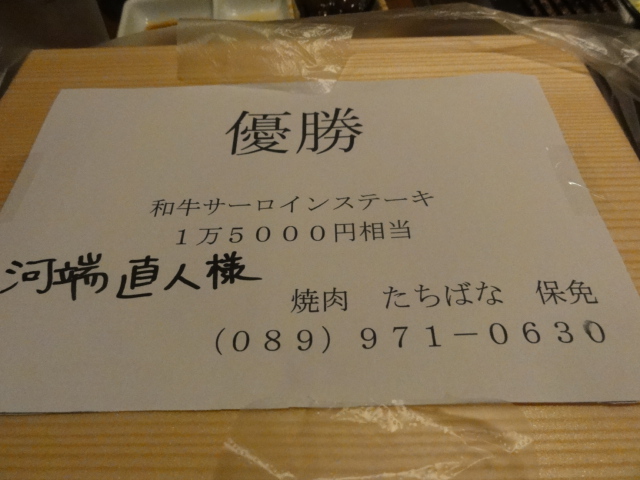 優勝
和牛サーロインステーキ
１万５０００円相当
河端直人様
焼肉　たちばな　保免
（０８９）９７１－０６３０